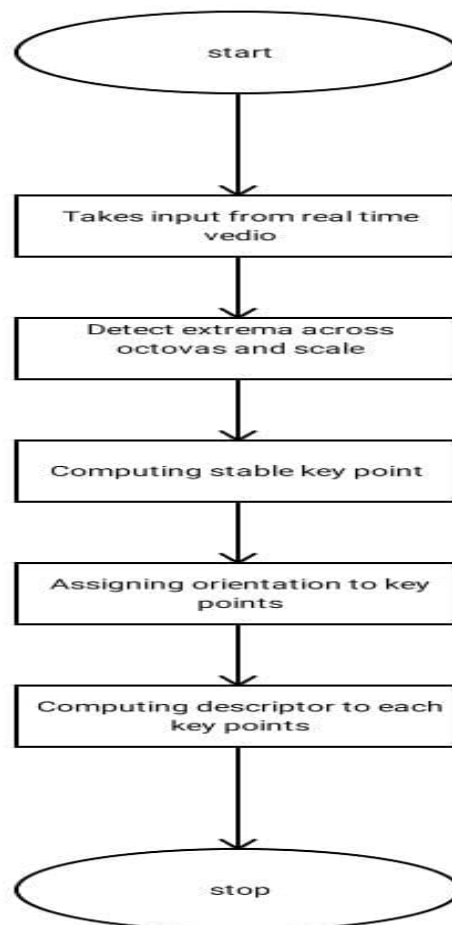 start
Takes input from real time
vedio
Detect extrema across
octovas and scale
Computing stable key point
Assigning orientation to key
points
Computing descriptor to each
key points
stop